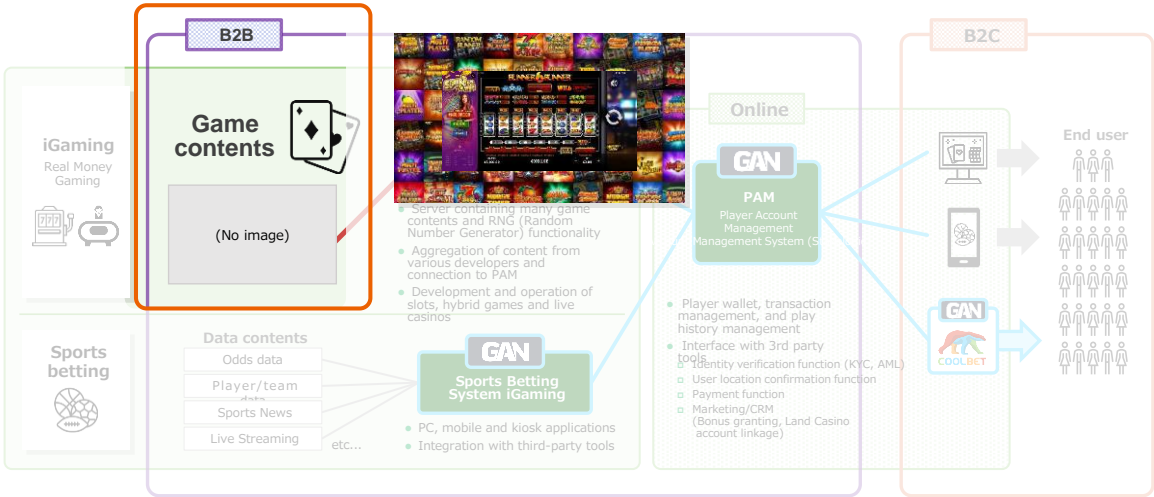 B2B
B2C
iGaming
Real Money
Gaming
Game
contents
(No image)
Server containing many game
contents and RNG (Random
Number Generator) functionality
Aggregation of content from
various developers and
connection to PAM
Development and operation of
slots, hybrid games and live
casinos
Online
GAN
PAM
Player Account
Management
Management System (S
End user
Player wallet, transaction
management, and play
history management
Interface with 3rd party
tools
Identity verification function (KYC, AML)
User location confirmation function
Payment function
Marketing/CRM
(Bonus granting, Land Casino
account linkage)
GAN
COOLBET
Sports
betting
Data contents
Odds data
Player/team
data
Sports News
Live Streaming
etc...
GAN
Sports Betting
System iGaming
PC, mobile and kiosk applications
Integration with third-party tools